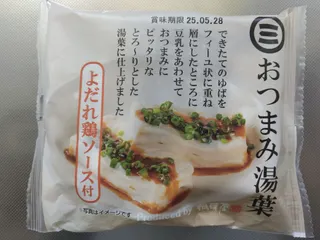 賞味期限 25.05.28
おつまみ湯葉
できたてのゆばを
フィーユ状に重ね
層にしたところに
豆乳をあわせて
おつまみに
ピッタリな
とろ〜りとした
湯葉に仕上げました
よだれ鶏ソース付
写真はイメージです
Produced by